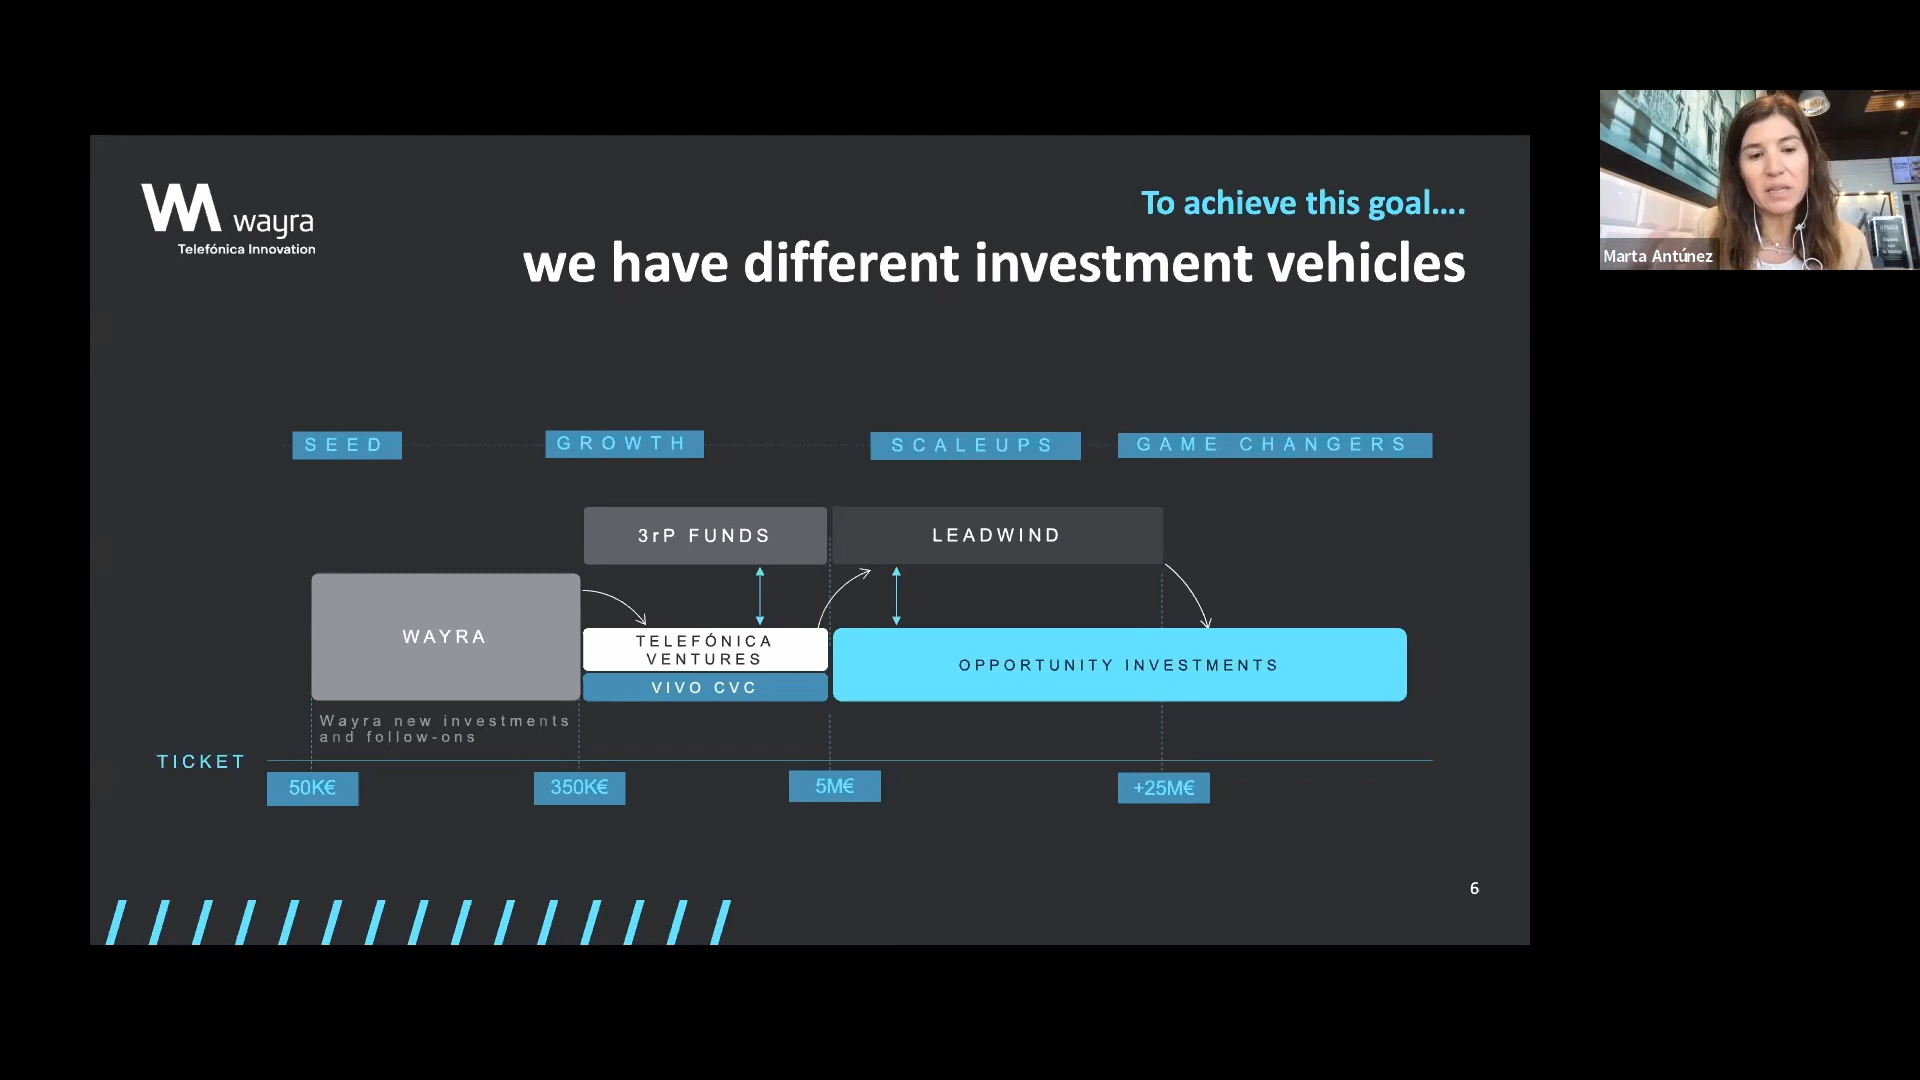 WA wayra
Telefónica Innovation
To achieve this goal....
we have different investment vehicles
Marta Antúnez
SEED
GROWTH
SCALEUPS
GAME CHANGERS
3rP FUNDS
LEADWIND
WAYRA
TELEFÓNICA
VENTURES
VIVO CVC
OPPORTUNITY INVESTMENTS
Wayra new investments
and follow-ons
TICKET
50K€
350K€
5M€
+25M€
6